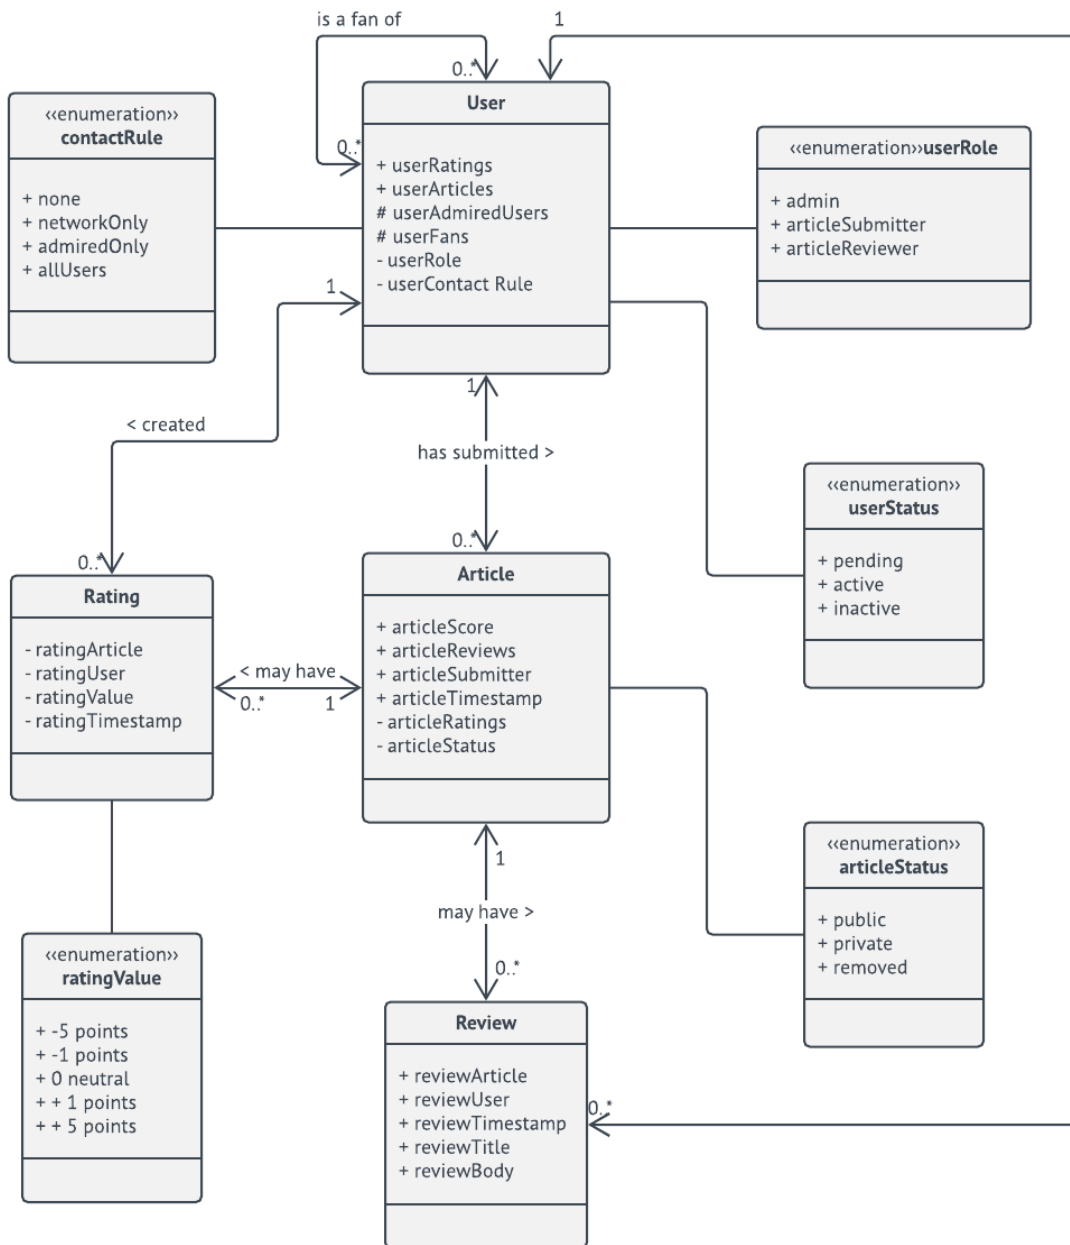 is a fan of
1
0..*
0..*
‹‹enumeration››
contactRule
+ none
+ networkOnly
+ admiredOnly
+ allUsers
User
+ userRatings
+ userArticles
# userAdmiredUsers
# userFans
- userRole
- userContact Rule
‹‹enumeration››userRole
+ admin
+ articleSubmitter
+ articleReviewer
1
< created
0..*
1
has submitted >
0..*
‹‹enumeration››
userStatus
+ pending
+ active
+ inactive
Rating
- ratingArticle
- ratingUser
- ratingValue
- ratingTimestamp
< may have
0..*
1
Article
+ articleScore
+ articleReviews
+ articleSubmitter
+ articleTimestamp
- articleRatings
- articleStatus
‹‹enumeration››
articleStatus
+ public
+ private
+ removed
1
may have >
0..*
‹‹enumeration››
ratingValue
+ -5 points
+ -1 points
+ 0 neutral
+ + 1 points
+ + 5 points
Review
+ reviewArticle
+ reviewUser
+ reviewTimestamp
+ reviewTitle
+ reviewBody
0..*